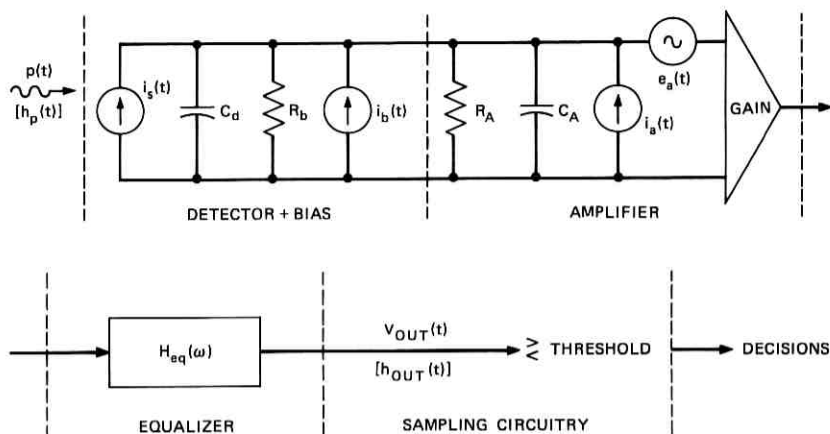 p(t)
[h_p(t)]
i_s(t)
C_d
R_b
i_b(t)
R_A
C_A
i_a(t)
e_a(t)
GAIN
DETECTOR + BIAS
AMPLIFIER
H_eq(ω)
V_OUT(t)
[h_OUT(t)]
> < THRESHOLD
DECISIONS
EQUALIZER
SAMPLING CIRCUITRY